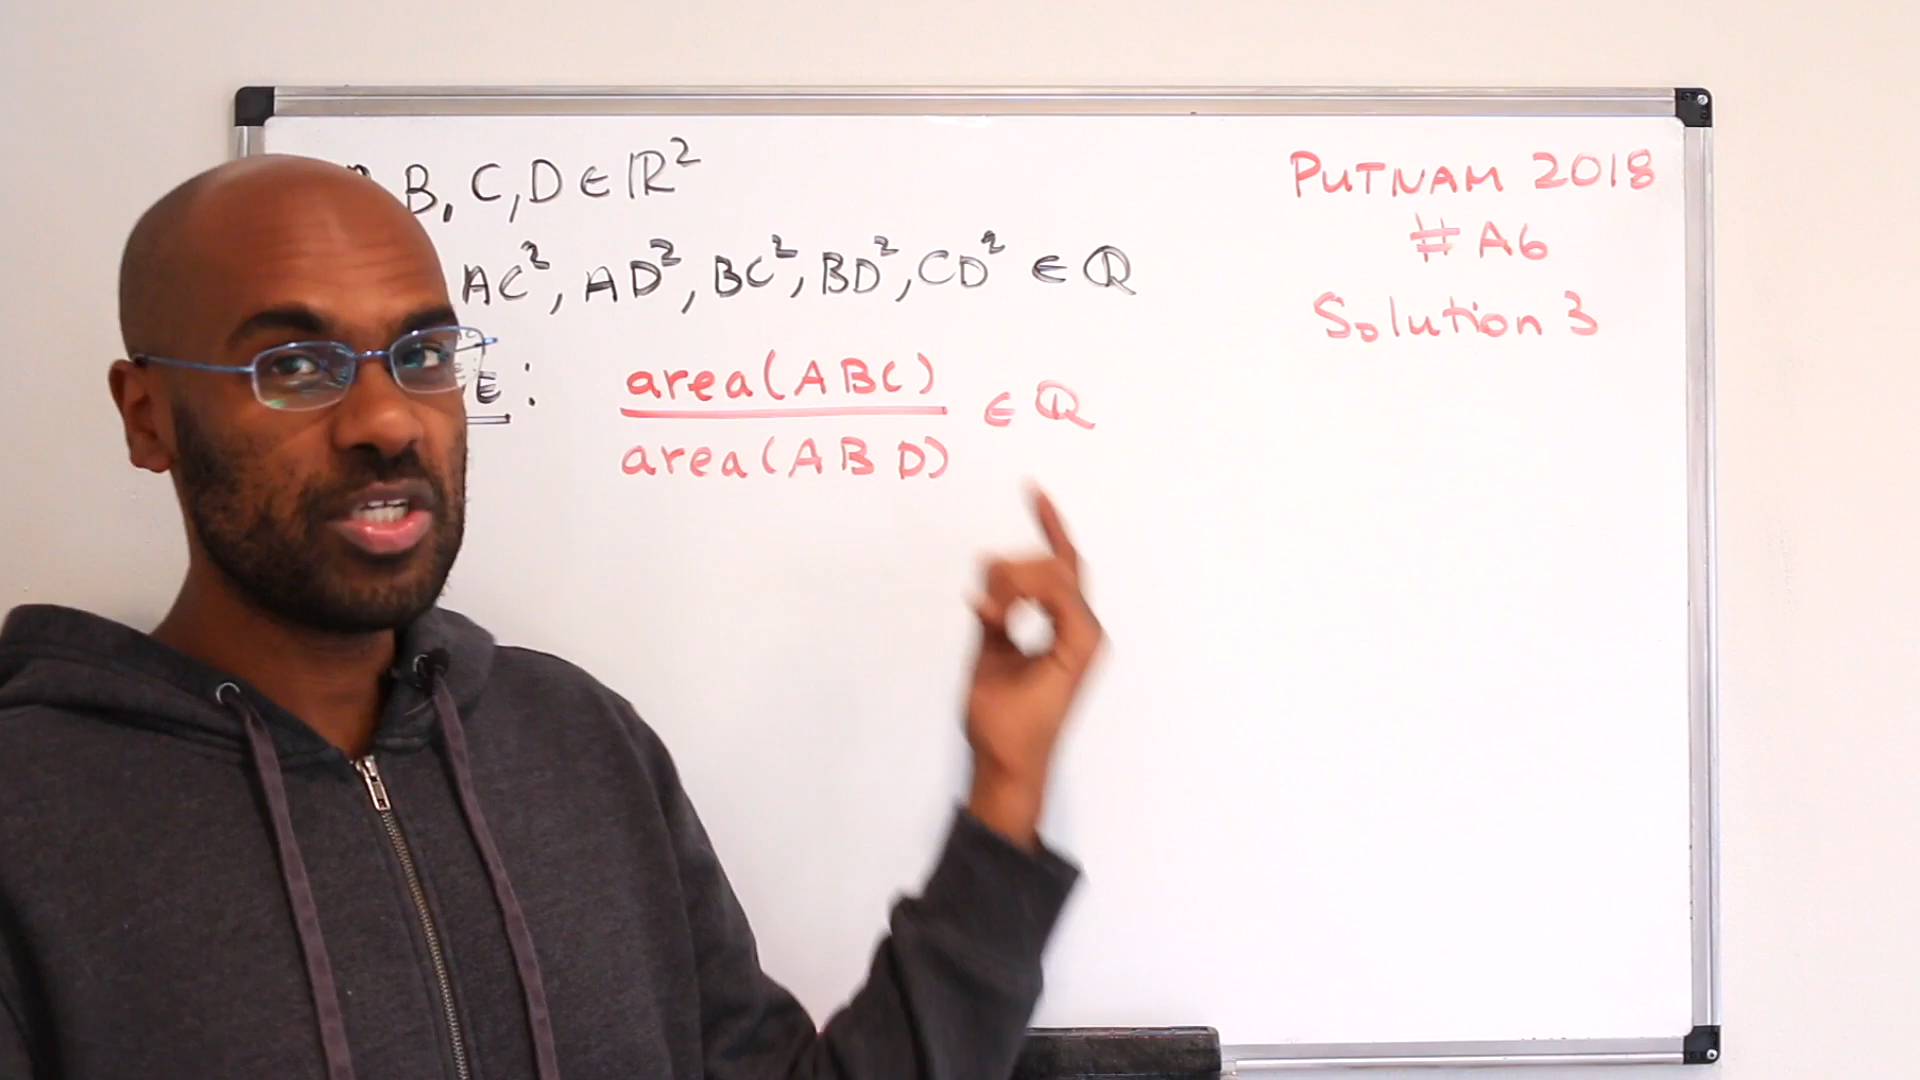 B, C, D ∈ ℝ²
AC², AD², BC², BD², CD² ∈ ℚ
E :
area(ABC)
area(ABD)
∈ ℚ
PUTNAM 2018
#A6
Solution 3